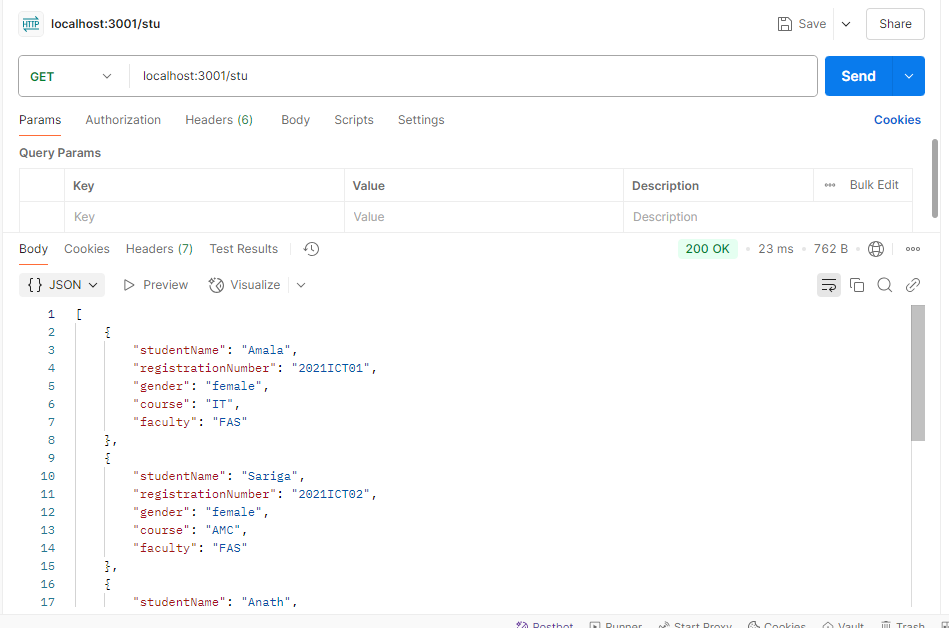 HTTP localhost:3001/stu Save Share
GET localhost:3001/stu Send
Params Authorization Headers (6) Body Scripts Settings Cookies
Query Params
Key Value Description Bulk Edit
Key Value Description
Body Cookies Headers (7) Test Results 200 OK 23 ms 762 B
{} JSON Preview Visualize
1 [
2 {
3 "studentName": "Amala",
4 "registrationNumber": "2021ICT01",
5 "gender": "female",
6 "course": "IT",
7 "faculty": "FAS"
8 },
9 {
10 "studentName": "Sariga",
11 "registrationNumber": "2021ICT02",
12 "gender": "female",
13 "course": "AMC",
14 "faculty": "FAS"
15 },
16 {
17 "studentName": "Anath",
Postbot Runner Start Proxy Cookies Vault Trash